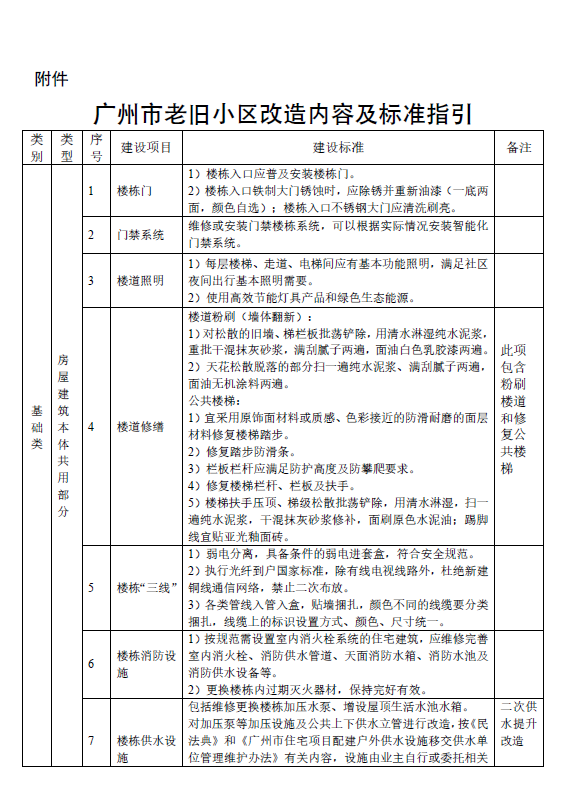 附件
广州市老旧小区改造内容及标准指引
类别 类型 序号 建设项目 建设标准 备注
基础类
房屋建筑本体共用部分
1 楼栋门
1）楼栋入口应普及安装楼栋门。
2）楼栋入口铁制大门锈蚀时，应除锈并重新油漆（一底两
面，颜色自选）；楼栋入口不锈钢大门应清洗刷亮。
2 门禁系统
维修或安装门禁楼栋系统，可以根据实际情况安装智能化
门禁系统。
3 楼道照明
1）每层楼梯、走道、电梯间应有基本功能照明，满足社区
夜间出行基本照明需要。
2）使用高效节能灯具产品和绿色生态能源。
4 楼道修缮
楼道粉刷（墙体翻新）：
1）对松散的旧墙、梯栏板批荡铲除，用清水淋湿纯水泥浆，
重批干混抹灰砂浆，满刮腻子两遍，面油白色乳胶漆两遍。
2）天花松散脱落的部分扫一遍纯水泥浆、满刮腻子两遍，
面油无机涂料两遍。
公共楼梯：
1）宜采用原饰面材料或质感、色彩接近的防滑耐磨的面层
材料修复楼梯踏步。
2）修复踏步防滑条。
3）栏板栏杆应满足防护高度及防攀爬要求。
4）修复楼梯栏杆、栏板及扶手。
5）楼梯扶手压顶、梯级松散批荡铲除，用清水淋湿，扫一
遍纯水泥浆，干混抹灰砂浆修补，面刷原色水泥油；踢脚
线宜贴亚光釉面砖。
此项
包含
粉刷
楼道
和修
复公
共楼
梯
5 楼栋“三线”
1）弱电分离，具备条件的弱电进套盒，符合安全规范。
2）执行光纤到户国家标准，除有线电视线路外，杜绝新建
铜线通信网络，禁止二次布放。
3）各类管线入管入盒，贴墙捆扎，颜色不同的线缆要分类
捆扎，线缆上的标识设置方式、颜色、尺寸统一。
6 楼栋消防设
施
1）按规范需设置室内消火栓系统的住宅建筑，应维修完善
室内消火栓、消防供水管道、天面消防水箱、消防水池及
消防供水设备等。
2）更换楼栋内过期灭火器材，保持完好有效。
7 楼栋供水设
施
包括维修更换楼栋加压水泵、增设屋顶生活水池水箱。
对加压泵等加压设施及公共上下供水立管进行改造，按《民
法典》和《广州市住宅项目配建户外供水设施移交供水单
位管理维护办法》有关内容，设施由业主自行或委托相关
二次供
水提升
改造